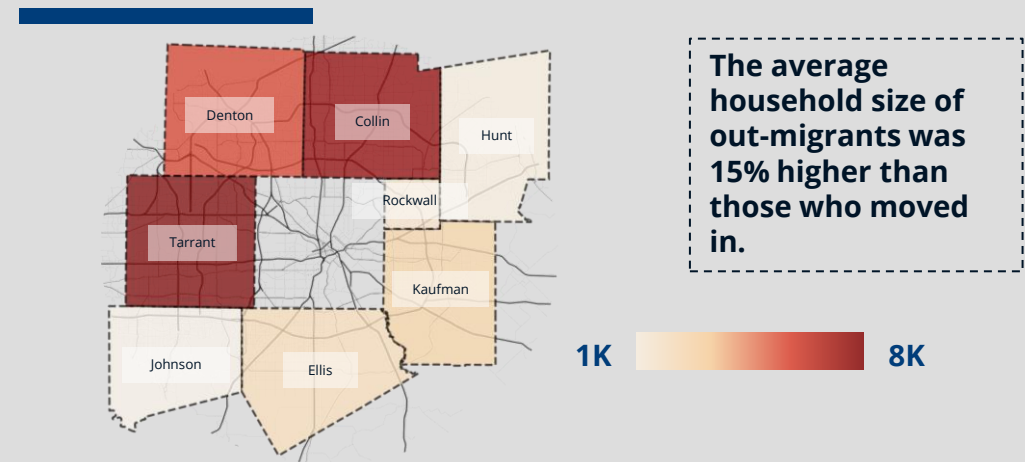 Denton
Collin
Hunt
Rockwall
Tarrant
Kaufman
Johnson
Ellis
The average
household size of
out-migrants was
15% higher than
those who moved
in.
1K
8K